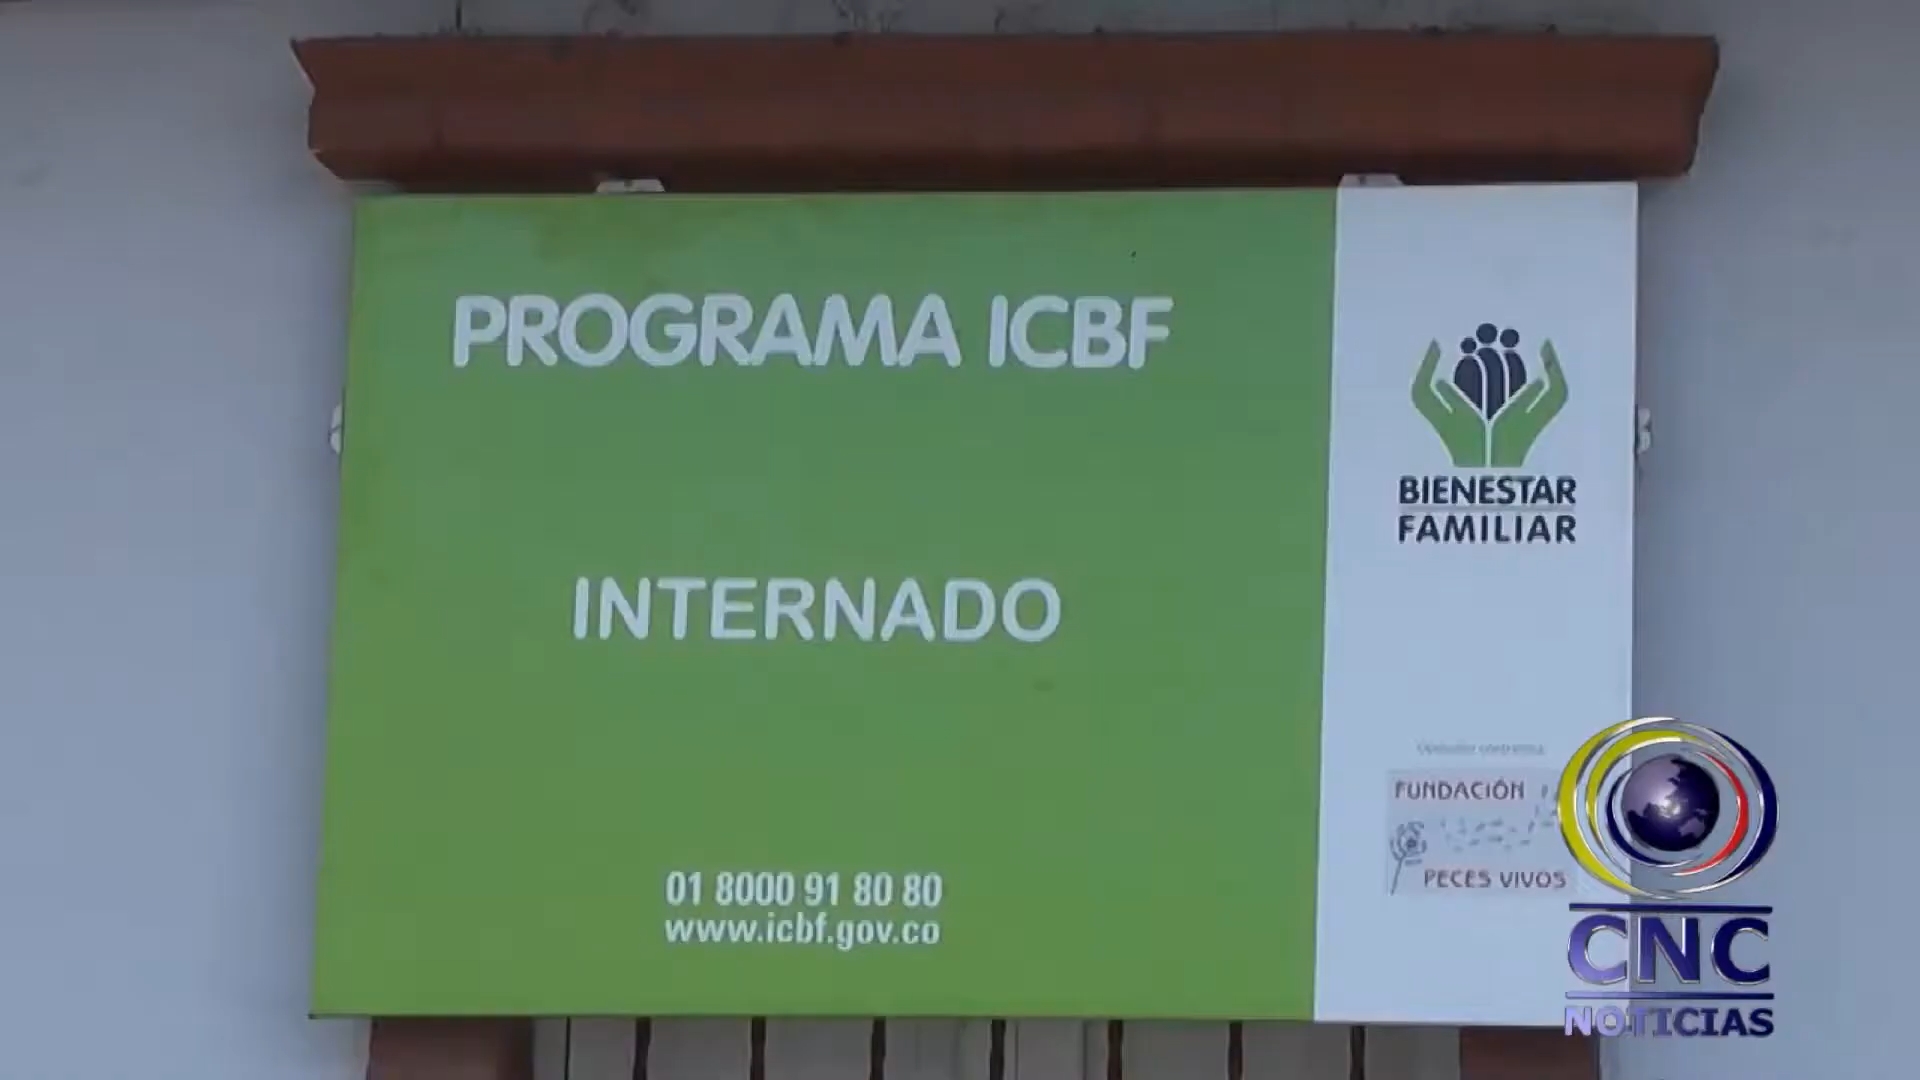 PROGRAMA ICBF
INTERNADO
01 8000 91 80 80
www.icbf.gov.co
BIENESTAR
FAMILIAR
FUNDACIÓN
PECES VIVOS
CNC
NOTICIAS